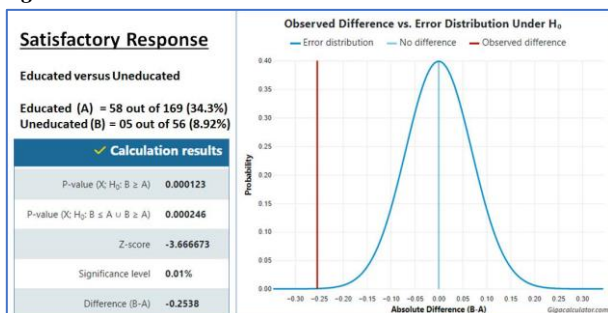 Satisfactory Response
Educated versus Uneducated
Educated (A) = 58 out of 169 (34.3%)
Uneducated (B) = 05 out of 56 (8.92%)
✓ Calculation results
P-value (X; H₀: B ≥ A) 0.000123
P-value (X; H₀: B ≤ A ∪ B ≥ A) 0.000246
Z-score -3.666673
Significance level 0.01%
Difference (B-A) -0.2538
Observed Difference vs. Error Distribution Under H₀
Error distribution No difference Observed difference
Probability
0.40
0.35
0.30
0.25
0.20
0.15
0.10
0.05
0.00
−0.30 −0.25 −0.20 −0.15 −0.10 −0.05 0.00 0.05 0.10 0.15 0.20 0.25 0.30
Absolute Difference (B-A)
Gigacalculator.com